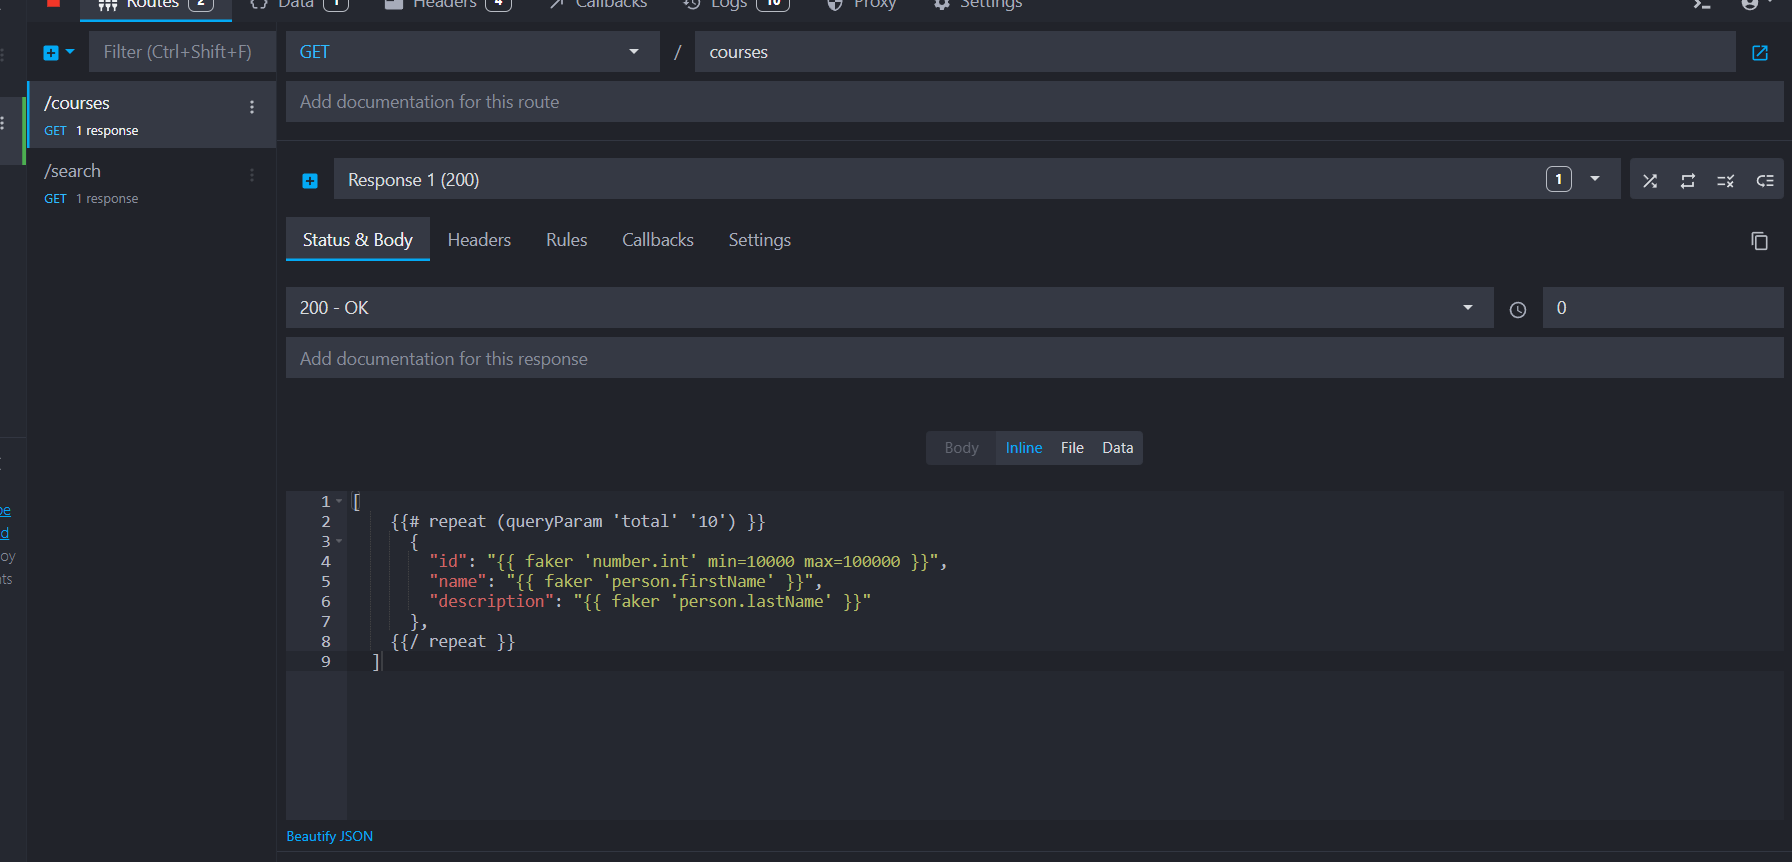 Routes 2 Data 1 Headers 4 Callbacks Logs 10 Proxy Settings
Filter (Ctrl+Shift+F)
GET / courses
/courses
GET 1 response
/search
GET 1 response
Add documentation for this route
Response 1 (200) 1
Status & Body Headers Rules Callbacks Settings
200 - OK 0
Add documentation for this response
Body Inline File Data
1 [
2 {{# repeat (queryParam 'total' '10') }}
3 {
4 "id": "{{ faker 'number.int' min=10000 max=100000 }}",
5 "name": "{{ faker 'person.firstName' }}",
6 "description": "{{ faker 'person.lastName' }}"
7 },
8 {{/ repeat }}
9 ]
Beautify JSON